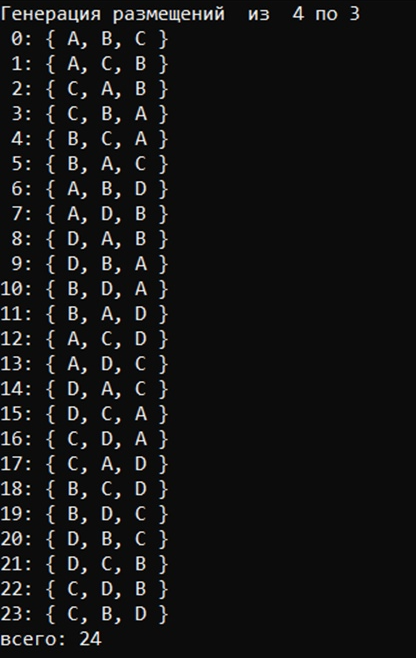 Генерация размещений  из  4 по 3
 0: { A, B, C }
 1: { A, C, B }
 2: { C, A, B }
 3: { C, B, A }
 4: { B, C, A }
 5: { B, A, C }
 6: { A, B, D }
 7: { A, D, B }
 8: { D, A, B }
 9: { D, B, A }
10: { B, D, A }
11: { B, A, D }
12: { A, C, D }
13: { A, D, C }
14: { D, A, C }
15: { D, C, A }
16: { C, D, A }
17: { C, A, D }
18: { B, C, D }
19: { B, D, C }
20: { D, B, C }
21: { D, C, B }
22: { C, D, B }
23: { C, B, D }
всего: 24